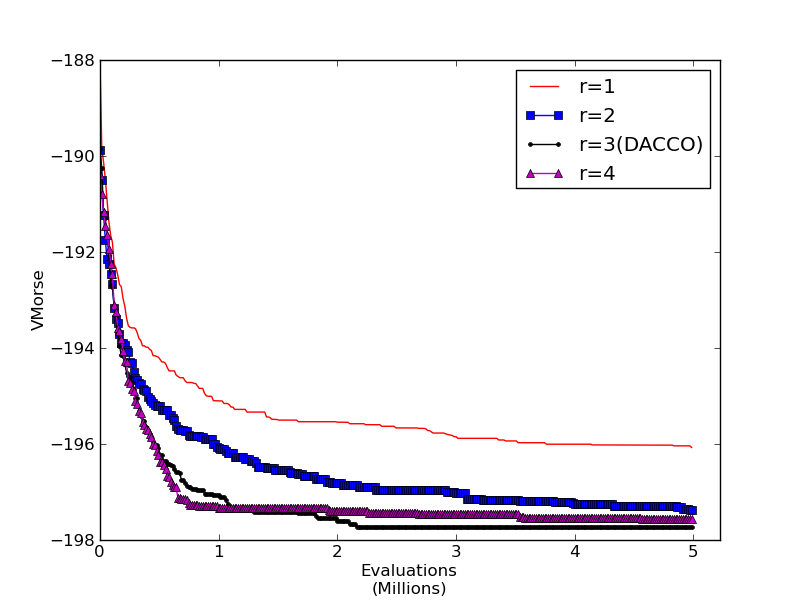 −188
−190
−192
−194
−196
−198
VMorse
r=1
r=2
r=3(DACCO)
r=4
0 1 2 3 4 5
Evaluations
(Millions)